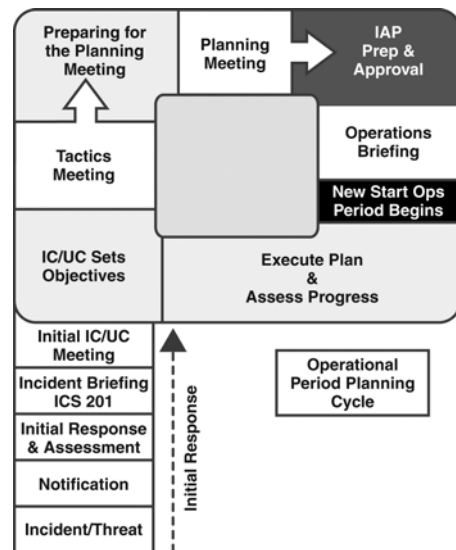 Preparing for
the Planning
Meeting
Planning
Meeting
IAP
Prep &
Approval
Tactics
Meeting
Operations
Briefing
New Start Ops
Period Begins
IC/UC Sets
Objectives
Execute Plan
&
Assess Progress
Initial IC/UC
Meeting
Incident Briefing
ICS 201
Initial Response
& Assessment
Notification
Incident/Threat
Initial Response
Operational
Period Planning
Cycle